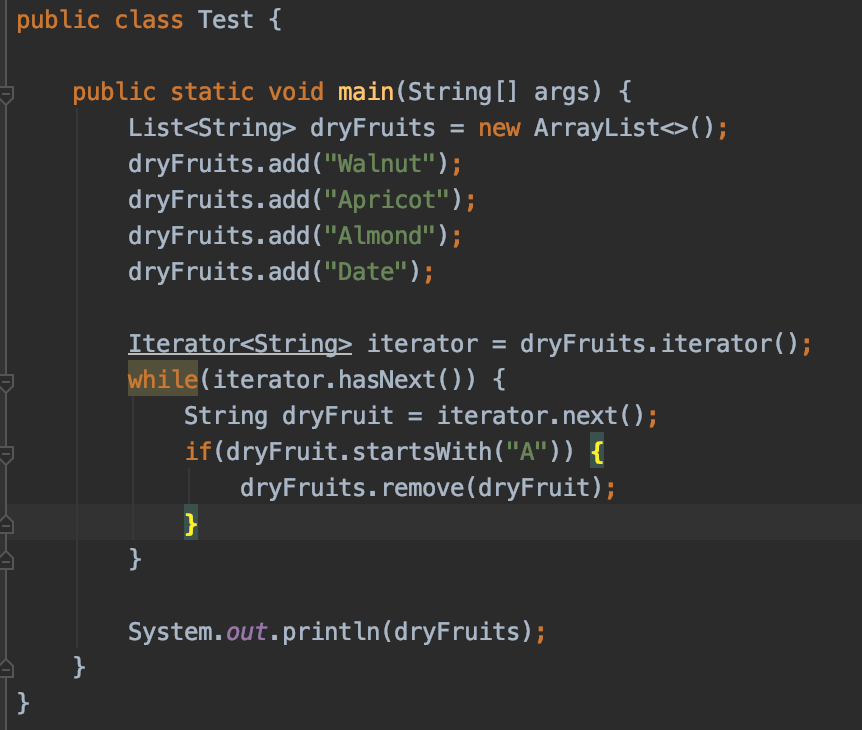 public class Test {
public static void main(String[] args) {
List<String> dryFruits = new ArrayList<>();
dryFruits.add("Walnut");
dryFruits.add("Apricot");
dryFruits.add("Almond");
dryFruits.add("Date");
Iterator<String> iterator = dryFruits.iterator();
while(iterator.hasNext()) {
String dryFruit = iterator.next();
if(dryFruit.startsWith("A")) {
dryFruits.remove(dryFruit);
}
}
System.out.println(dryFruits);
}
}